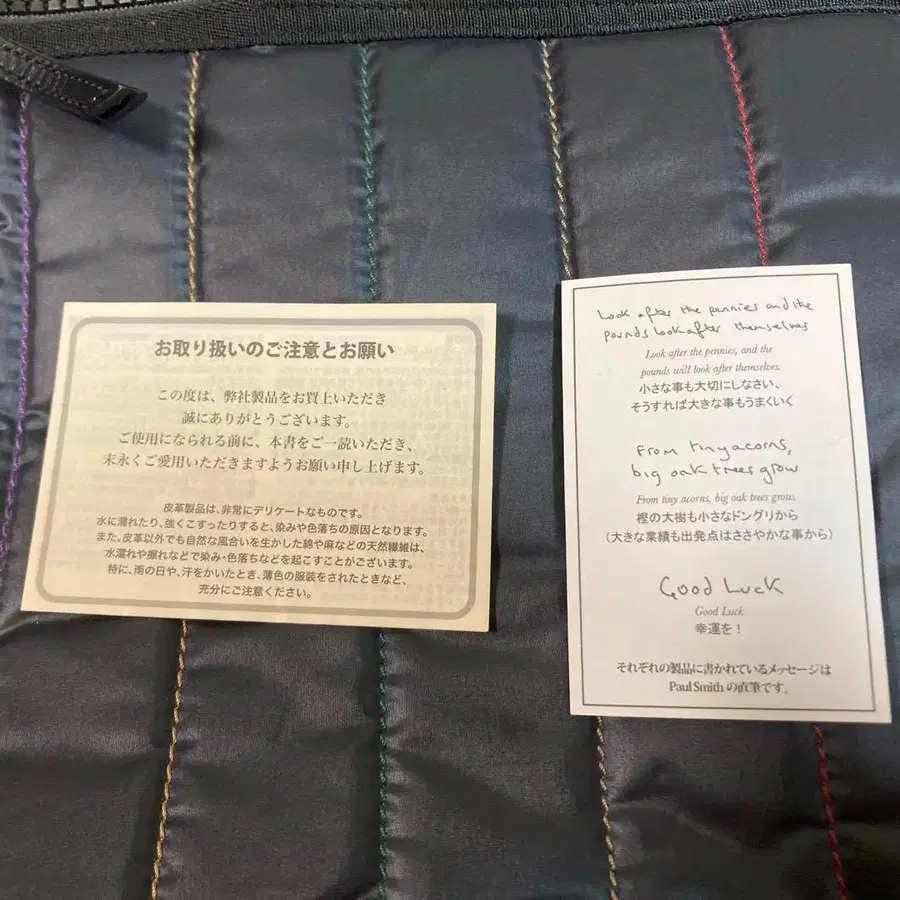 お取り扱いのご注意とお願い
この度は、弊社製品をお買上いただき
誠にありがとうございます。
ご使用になられる前に、本書をご一読いただき、
末永くご愛用いただきますようお願い申し上げます。
皮革製品は、非常にデリケートなものです。
水に濡れたり、強くこすったりすると、染みや色落ちの原因となります。
また、皮革以外でも自然な風合いを生かした綿や麻などの天然繊維は、
水濡れや擦れなどで染み・色落ちなどを起こすことがございます。
特に、雨の日や、汗をかいたとき、薄色の服装をされたときなど、
充分にご注意ください。
Look after the pennies and the
pounds look after themselves
Look after the pennies, and the
pounds will look after themselves.
小さな事も大切にしなさい、
そうすれば大きな事もうまくいく
From tiny acorns,
big oak trees grow
From tiny acorns, big oak trees grow.
樫の大樹も小さなドングリから
(大きな業績も出発点はささやかな事から)
Good Luck
Good Luck
幸運を!
それぞれの製品に書かれているメッセージは
Paul Smith の直筆です。